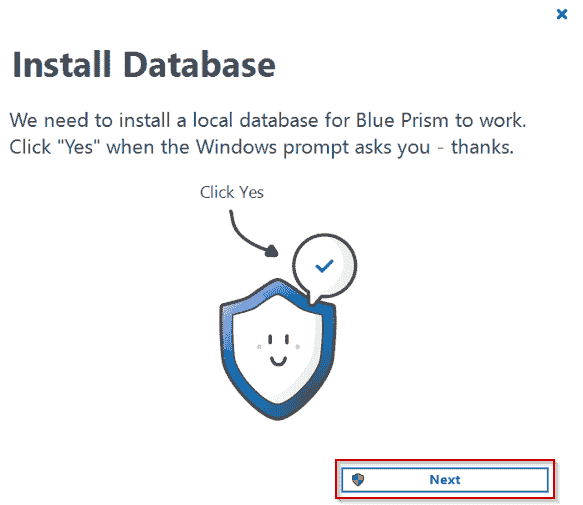 Install Database
We need to install a local database for Blue Prism to work.
Click "Yes" when the Windows prompt asks you - thanks.
Click Yes
Next